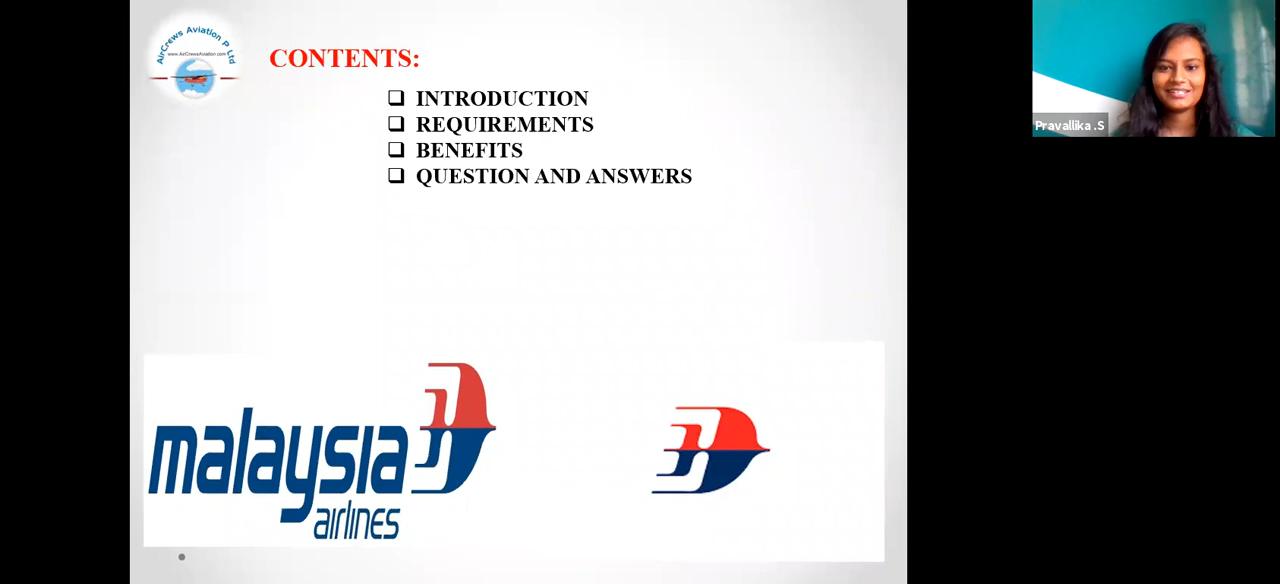 AirCrews Aviation P Ltd
www.AirCrewsAviation.com
CONTENTS:
❑ INTRODUCTION
❑ REQUIREMENTS
❑ BENEFITS
❑ QUESTION AND ANSWERS
Pravallika .S
malaysia
airlines